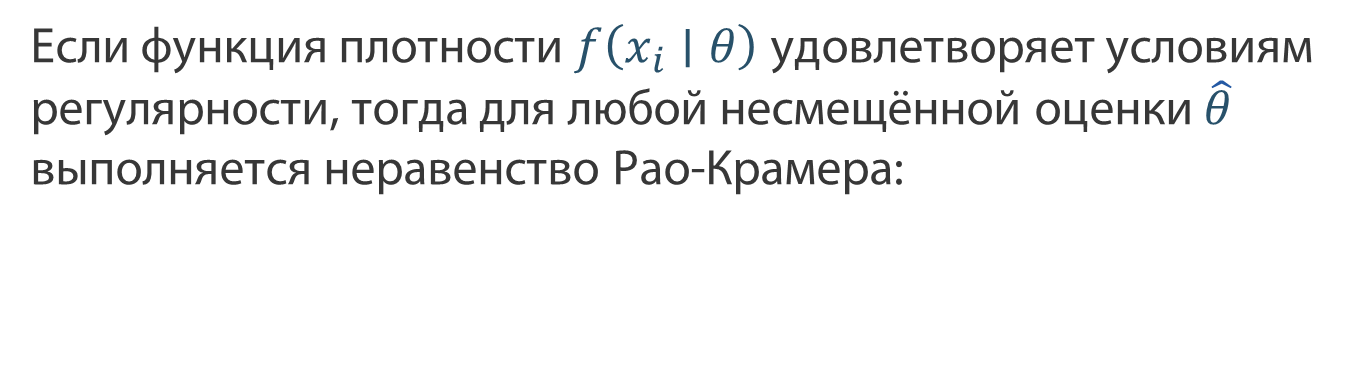 Если функция плотности f(xᵢ | θ) удовлетворяет условиям
регулярности, тогда для любой несмещённой оценки θ̂
выполняется неравенство Рао-Крамера: